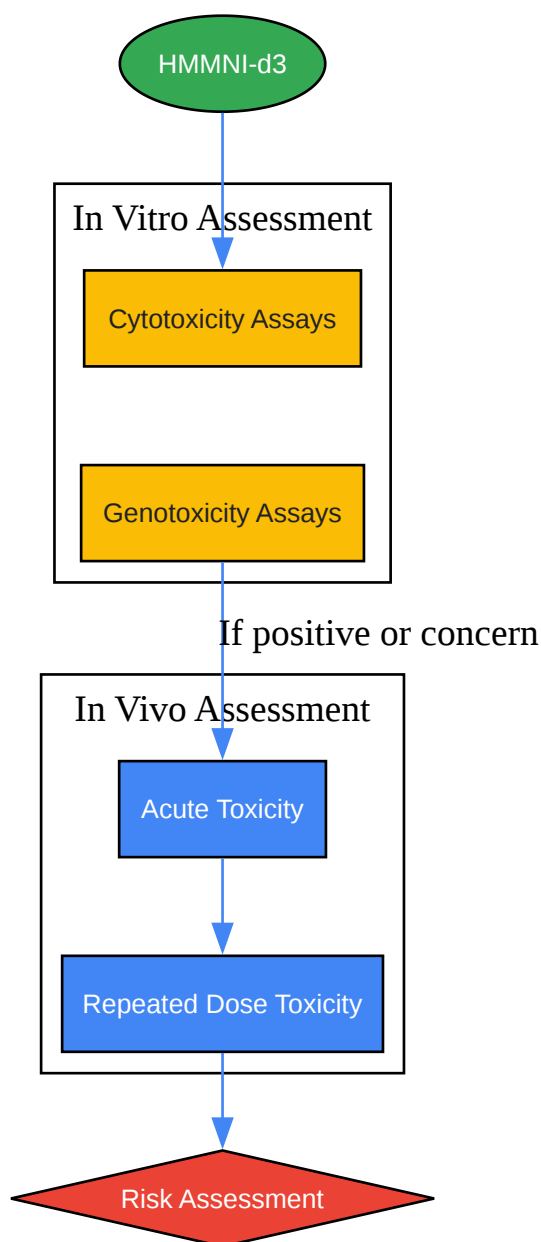 HMMNI-d3
In Vitro Assessment
Cytotoxicity Assays
Genotoxicity Assays
If positive or concern
In Vivo Assessment
Acute Toxicity
Repeated Dose Toxicity
Risk Assessment